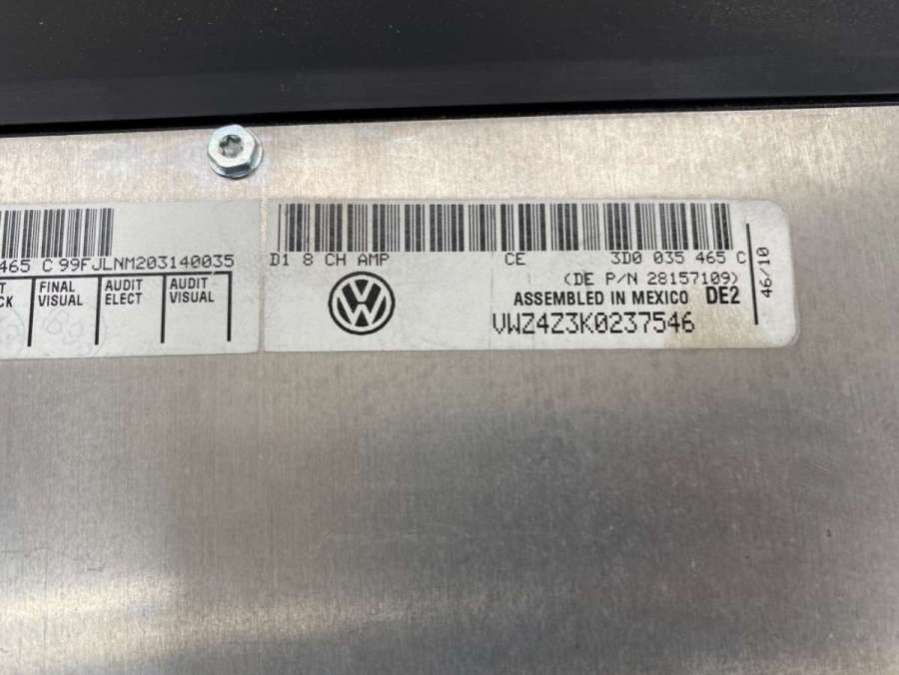 465 C 99FJLNM203140035
FINAL VISUAL
AUDIT ELECT
AUDIT VISUAL
D1 8 CH AMP CE 3D0 035 465 C
(DE P/N 28157109)
ASSEMBLED IN MEXICO DE2
VWZ4Z3K0237546
46/10